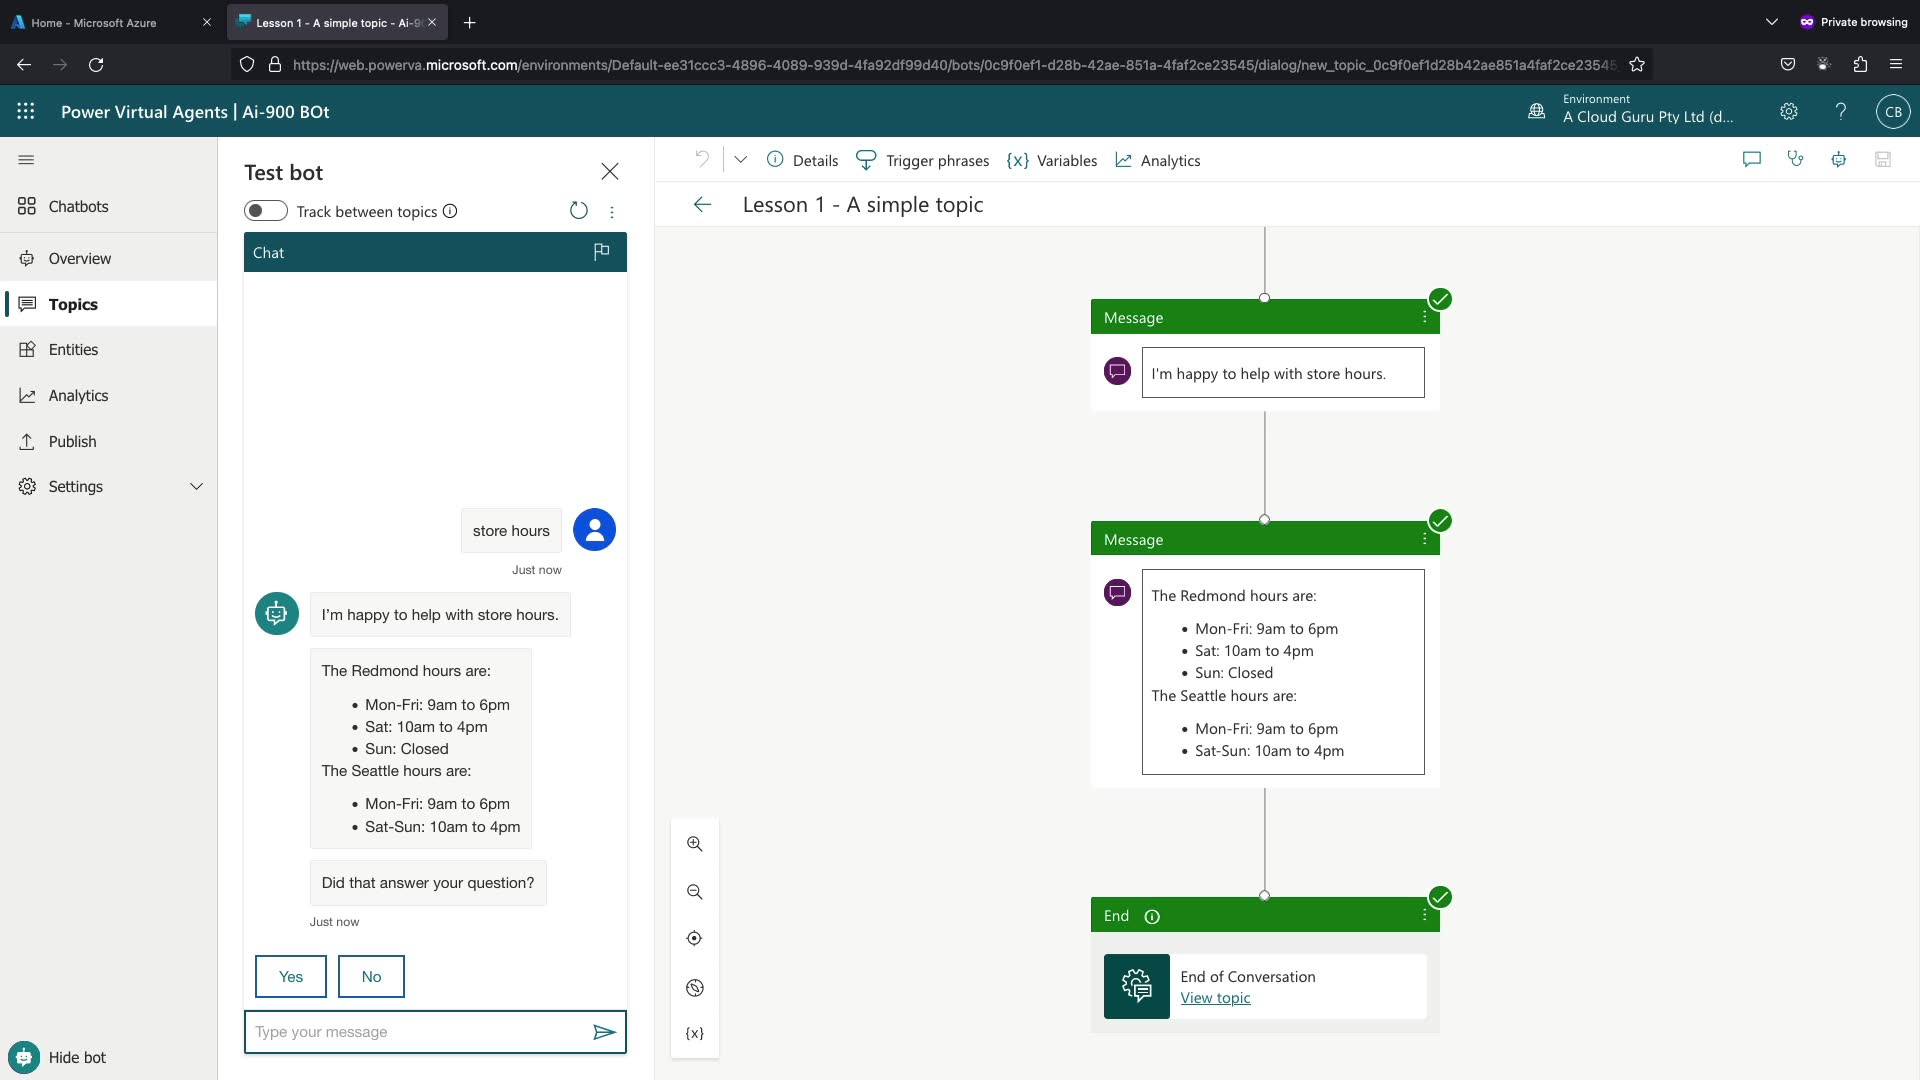 Home - Microsoft Azure
Lesson 1 - A simple topic - Ai-9
Private browsing
https://web.powerva.microsoft.com/environments/Default-ee31ccc3-4896-4089-939d-4fa92df99d40/bots/0c9f0ef1-d28b-42ae-851a-4faf2ce23545/dialog/new_topic_0c9f0ef1d28b42ae851a4faf2ce23545
Power Virtual Agents | Ai-900 BOt
Environment
A Cloud Guru Pty Ltd (d...
CB
Chatbots
Overview
Topics
Entities
Analytics
Publish
Settings
Hide bot
Test bot
Track between topics
Chat
store hours
Just now
I'm happy to help with store hours.
The Redmond hours are:
• Mon-Fri: 9am to 6pm
• Sat: 10am to 4pm
• Sun: Closed
The Seattle hours are:
• Mon-Fri: 9am to 6pm
• Sat-Sun: 10am to 4pm
Did that answer your question?
Just now
Yes
No
Type your message
Details
Trigger phrases
{x} Variables
Analytics
Lesson 1 - A simple topic
Message
I'm happy to help with store hours.
Message
The Redmond hours are:
• Mon-Fri: 9am to 6pm
• Sat: 10am to 4pm
• Sun: Closed
The Seattle hours are:
• Mon-Fri: 9am to 6pm
• Sat-Sun: 10am to 4pm
End
End of Conversation
View topic
{x}